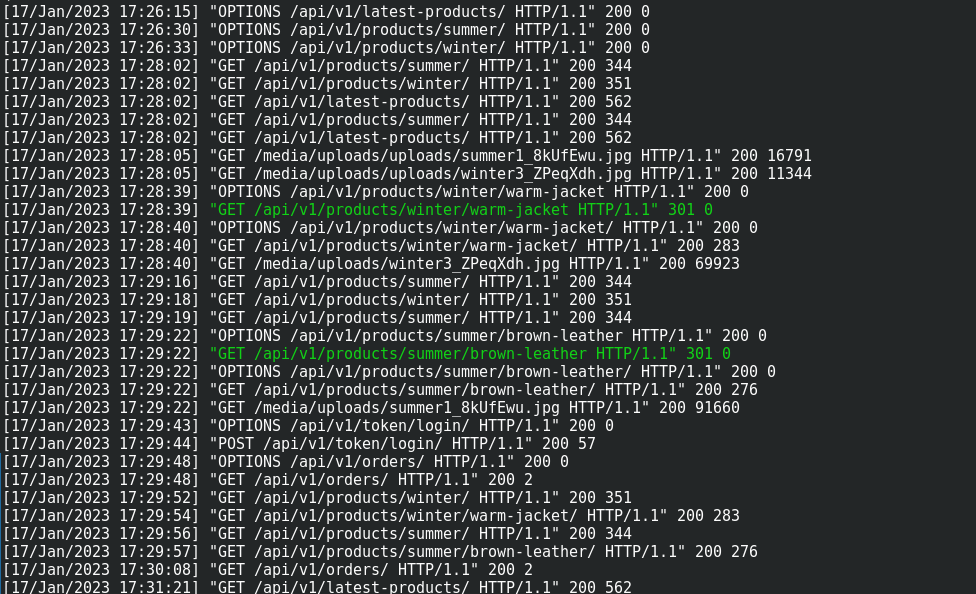 [17/Jan/2023 17:26:15] "OPTIONS /api/v1/latest-products/ HTTP/1.1" 200 0
[17/Jan/2023 17:26:30] "OPTIONS /api/v1/products/summer/ HTTP/1.1" 200 0
[17/Jan/2023 17:26:33] "OPTIONS /api/v1/products/winter/ HTTP/1.1" 200 0
[17/Jan/2023 17:28:02] "GET /api/v1/products/summer/ HTTP/1.1" 200 344
[17/Jan/2023 17:28:02] "GET /api/v1/products/winter/ HTTP/1.1" 200 351
[17/Jan/2023 17:28:02] "GET /api/v1/latest-products/ HTTP/1.1" 200 562
[17/Jan/2023 17:28:02] "GET /api/v1/products/summer/ HTTP/1.1" 200 344
[17/Jan/2023 17:28:02] "GET /api/v1/latest-products/ HTTP/1.1" 200 562
[17/Jan/2023 17:28:05] "GET /media/uploads/uploads/summer1_8kUfEwu.jpg HTTP/1.1" 200 16791
[17/Jan/2023 17:28:05] "GET /media/uploads/uploads/winter3_ZPeqXdh.jpg HTTP/1.1" 200 11344
[17/Jan/2023 17:28:39] "OPTIONS /api/v1/products/winter/warm-jacket HTTP/1.1" 200 0
[17/Jan/2023 17:28:39] "GET /api/v1/products/winter/warm-jacket HTTP/1.1" 301 0
[17/Jan/2023 17:28:40] "OPTIONS /api/v1/products/winter/warm-jacket/ HTTP/1.1" 200 0
[17/Jan/2023 17:28:40] "GET /api/v1/products/winter/warm-jacket/ HTTP/1.1" 200 283
[17/Jan/2023 17:28:40] "GET /media/uploads/winter3_ZPeqXdh.jpg HTTP/1.1" 200 69923
[17/Jan/2023 17:29:16] "GET /api/v1/products/summer/ HTTP/1.1" 200 344
[17/Jan/2023 17:29:18] "GET /api/v1/products/winter/ HTTP/1.1" 200 351
[17/Jan/2023 17:29:19] "GET /api/v1/products/summer/ HTTP/1.1" 200 344
[17/Jan/2023 17:29:22] "OPTIONS /api/v1/products/summer/brown-leather HTTP/1.1" 200 0
[17/Jan/2023 17:29:22] "GET /api/v1/products/summer/brown-leather HTTP/1.1" 301 0
[17/Jan/2023 17:29:22] "OPTIONS /api/v1/products/summer/brown-leather/ HTTP/1.1" 200 0
[17/Jan/2023 17:29:22] "GET /api/v1/products/summer/brown-leather/ HTTP/1.1" 200 276
[17/Jan/2023 17:29:22] "GET /media/uploads/summer1_8kUfEwu.jpg HTTP/1.1" 200 91660
[17/Jan/2023 17:29:43] "OPTIONS /api/v1/token/login/ HTTP/1.1" 200 0
[17/Jan/2023 17:29:44] "POST /api/v1/token/login/ HTTP/1.1" 200 57
[17/Jan/2023 17:29:48] "OPTIONS /api/v1/orders/ HTTP/1.1" 200 0
[17/Jan/2023 17:29:48] "GET /api/v1/orders/ HTTP/1.1" 200 2
[17/Jan/2023 17:29:52] "GET /api/v1/products/winter/ HTTP/1.1" 200 351
[17/Jan/2023 17:29:54] "GET /api/v1/products/winter/warm-jacket/ HTTP/1.1" 200 283
[17/Jan/2023 17:29:56] "GET /api/v1/products/summer/ HTTP/1.1" 200 344
[17/Jan/2023 17:29:57] "GET /api/v1/products/summer/brown-leather/ HTTP/1.1" 200 276
[17/Jan/2023 17:30:08] "GET /api/v1/orders/ HTTP/1.1" 200 2
[17/Jan/2023 17:31:21] "GET /api/v1/latest-products/ HTTP/1.1" 200 562